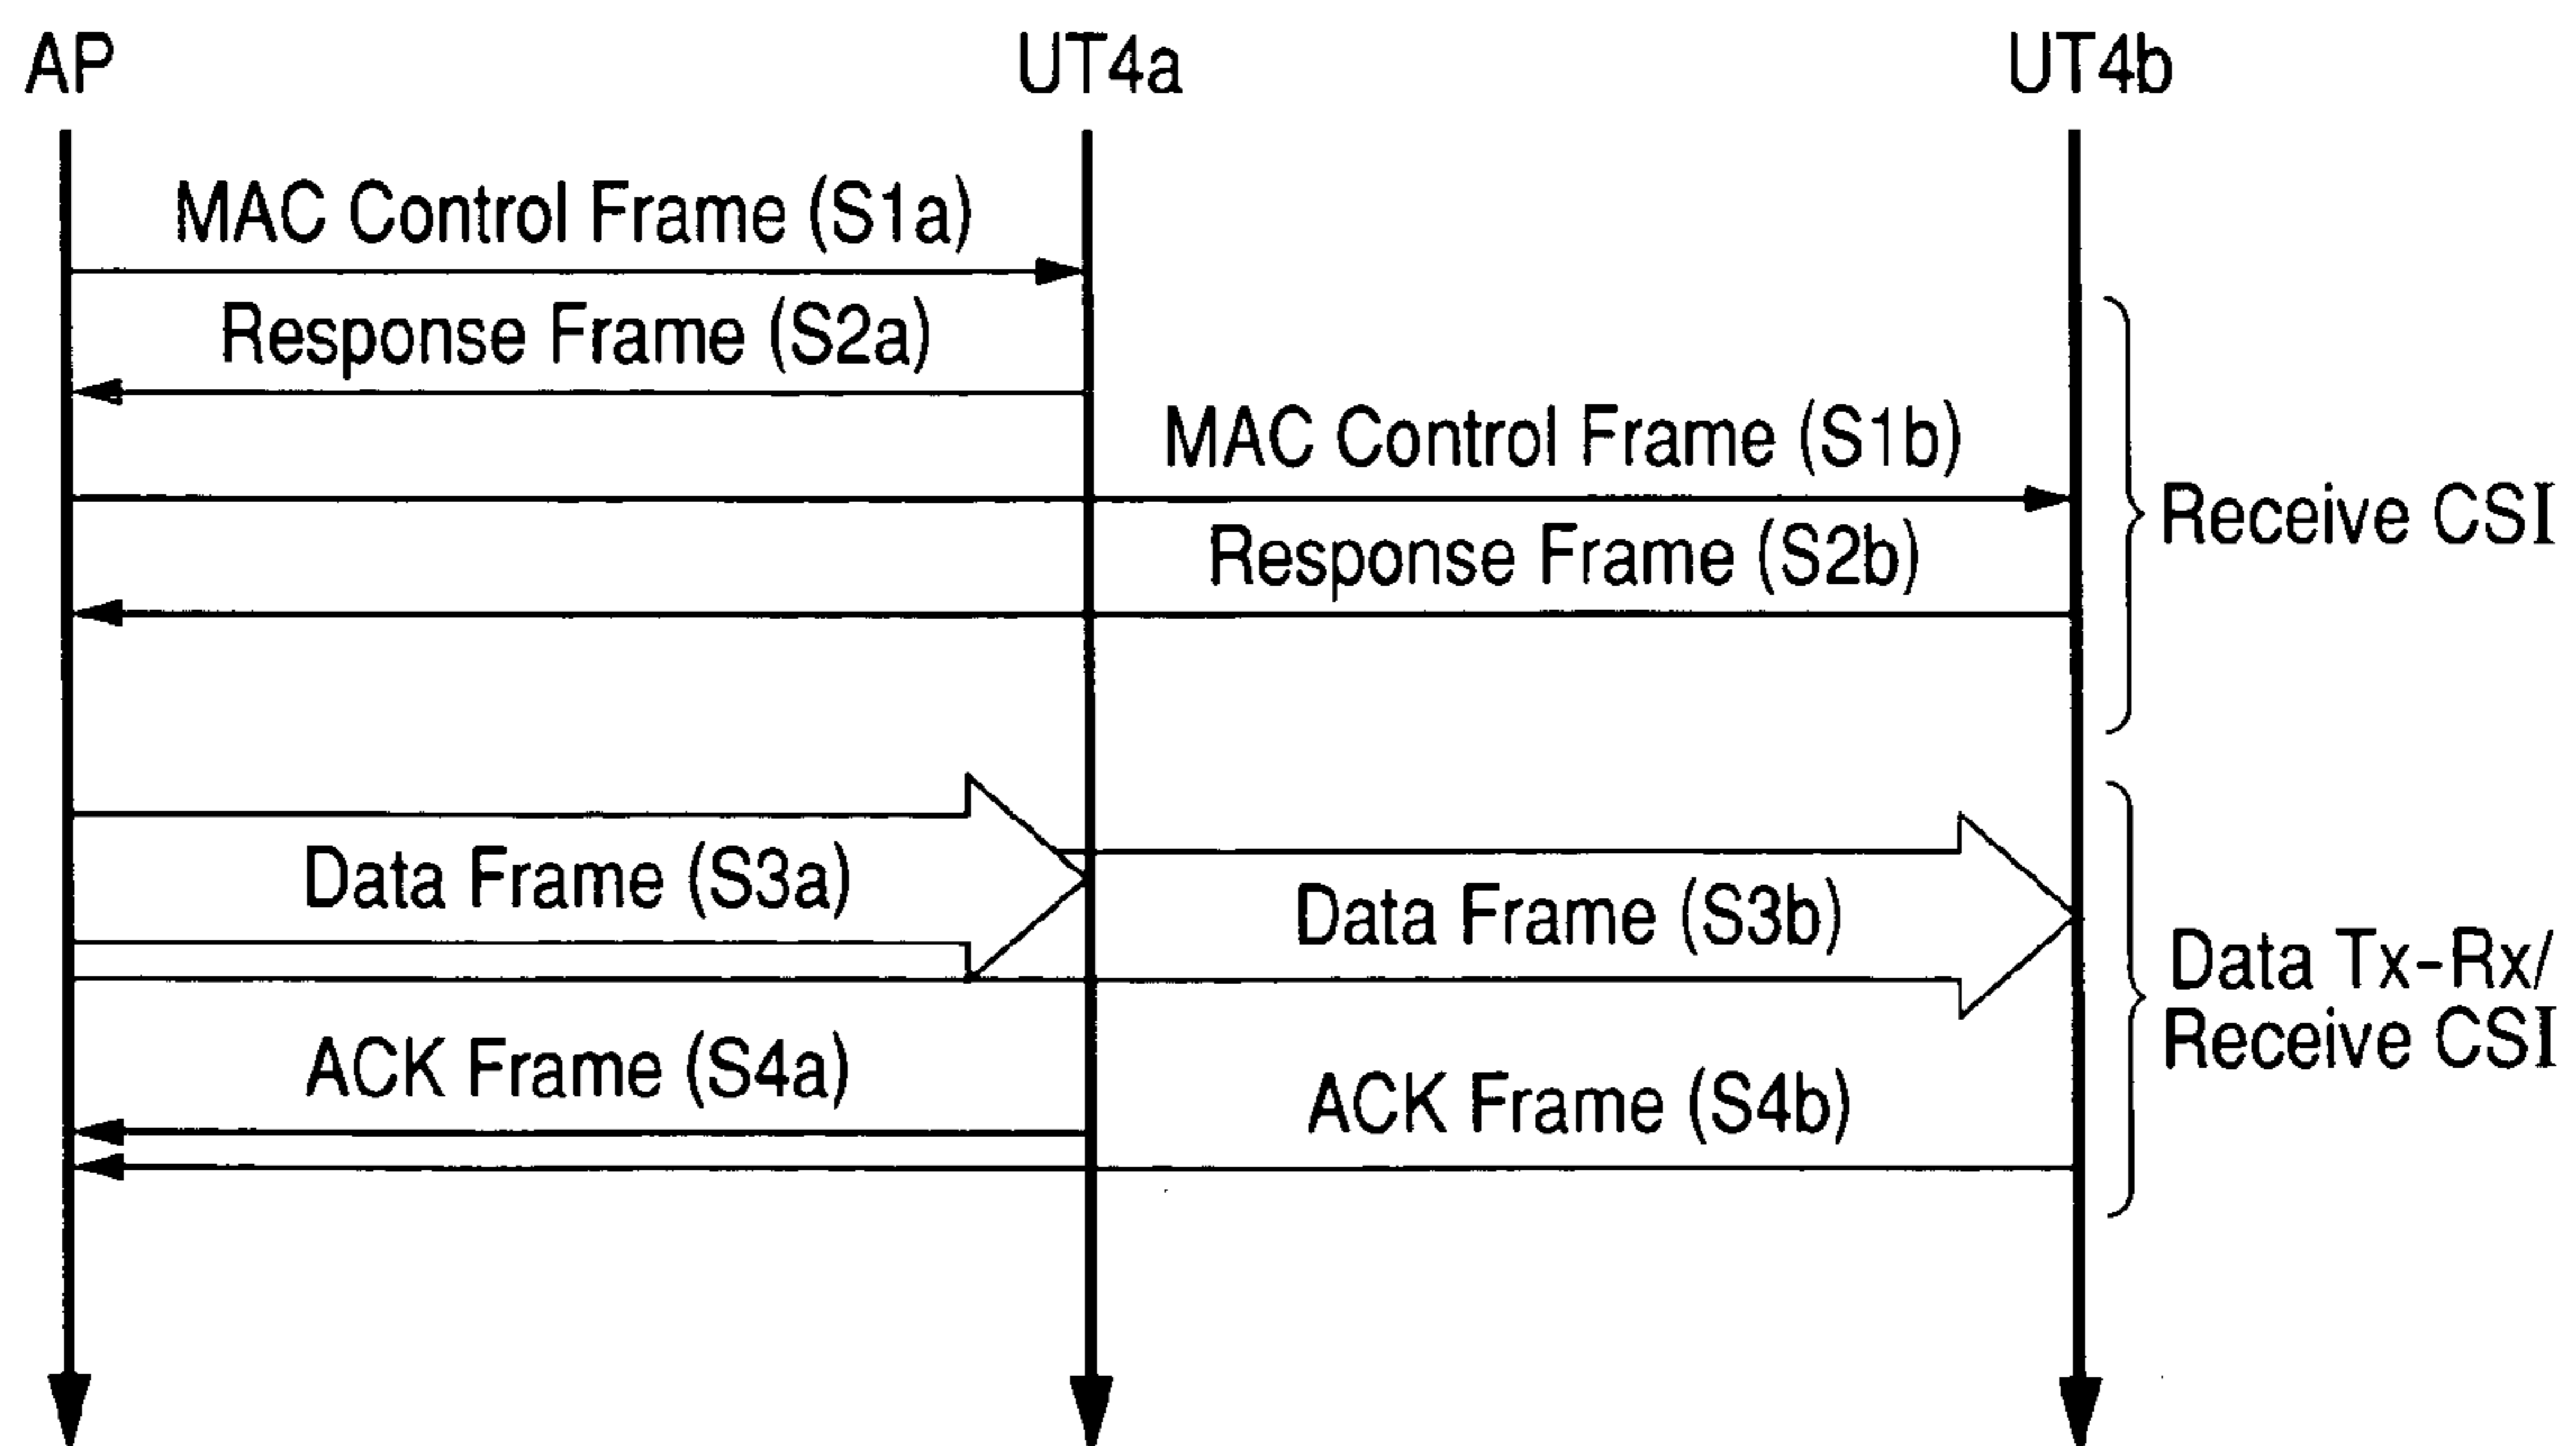 AP
UT4a
UT4b
MAC Control Frame (S1a)
Response Frame (S2a)
MAC Control Frame (S1b)
Receive CSI
Response Frame (S2b)
Data Frame (S3a)
Data Frame (S3b)
Data Tx-Rx/
Receive CSI
ACK Frame (S4a)
ACK Frame (S4b)